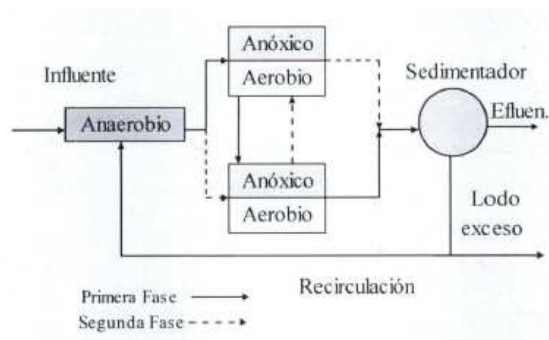 Anóxico
Aerobio
Influente
Sedimentador
Anaerobio
Efluen.
Anóxico
Aerobio
Lodo
exceso
Recirculación
Primera Fase
Segunda Fase